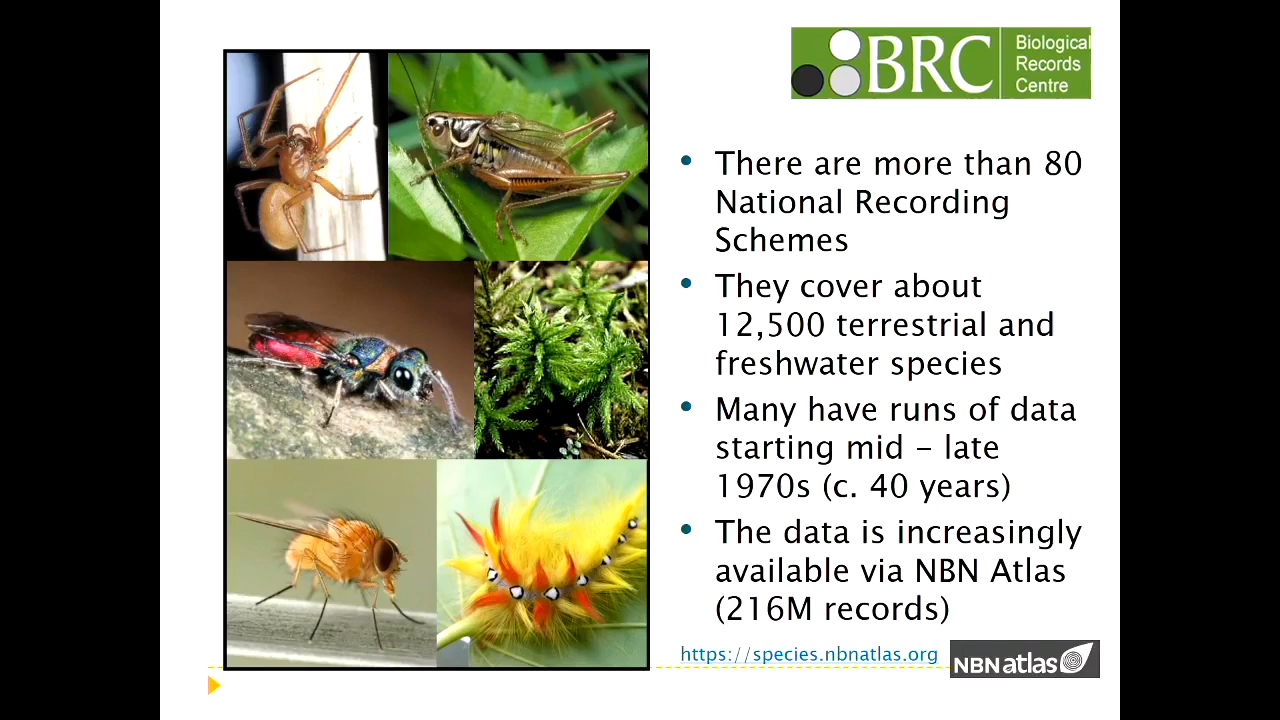 BRC
Biological
Records
Centre
• There are more than 80
National Recording
Schemes
• They cover about
12,500 terrestrial and
freshwater species
• Many have runs of data
starting mid – late
1970s (c. 40 years)
• The data is increasingly
available via NBN Atlas
(216M records)
https://species.nbnatlas.org
NBNatlas